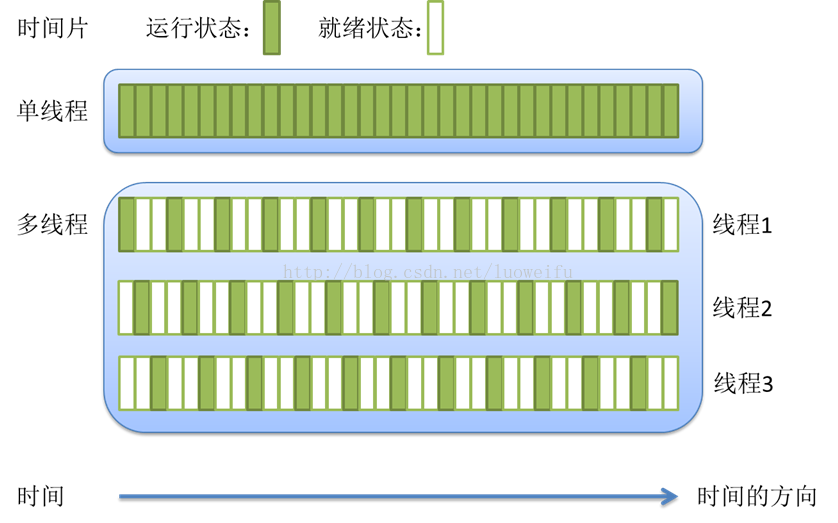 时间片 运行状态： 就绪状态：
单线程
多线程 线程1
http://blog.csdn.net/luoweifu
线程2
线程3
时间 时间的方向